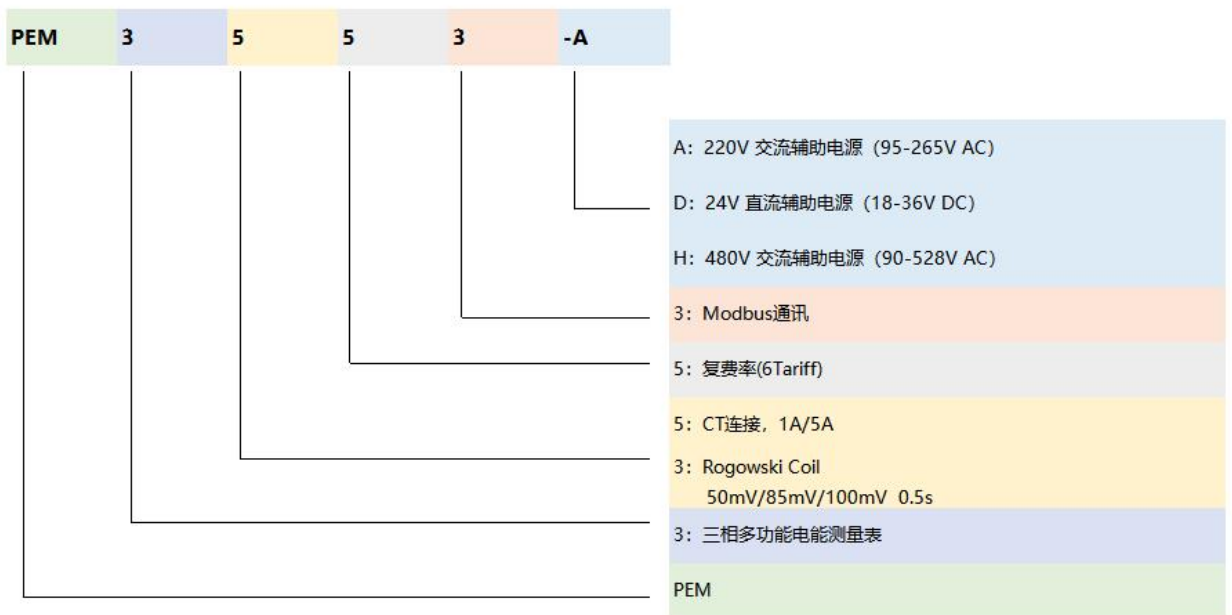 PEM 3 5 5 3 -A
A: 220V 交流辅助电源 (95-265V AC)
D: 24V 直流辅助电源 (18-36V DC)
H: 480V 交流辅助电源 (90-528V AC)
3: Modbus通讯
5: 复费率(6Tariff)
5: CT连接, 1A/5A
3: Rogowski Coil
50mV/85mV/100mV 0.5s
3: 三相多功能电能测量表
PEM